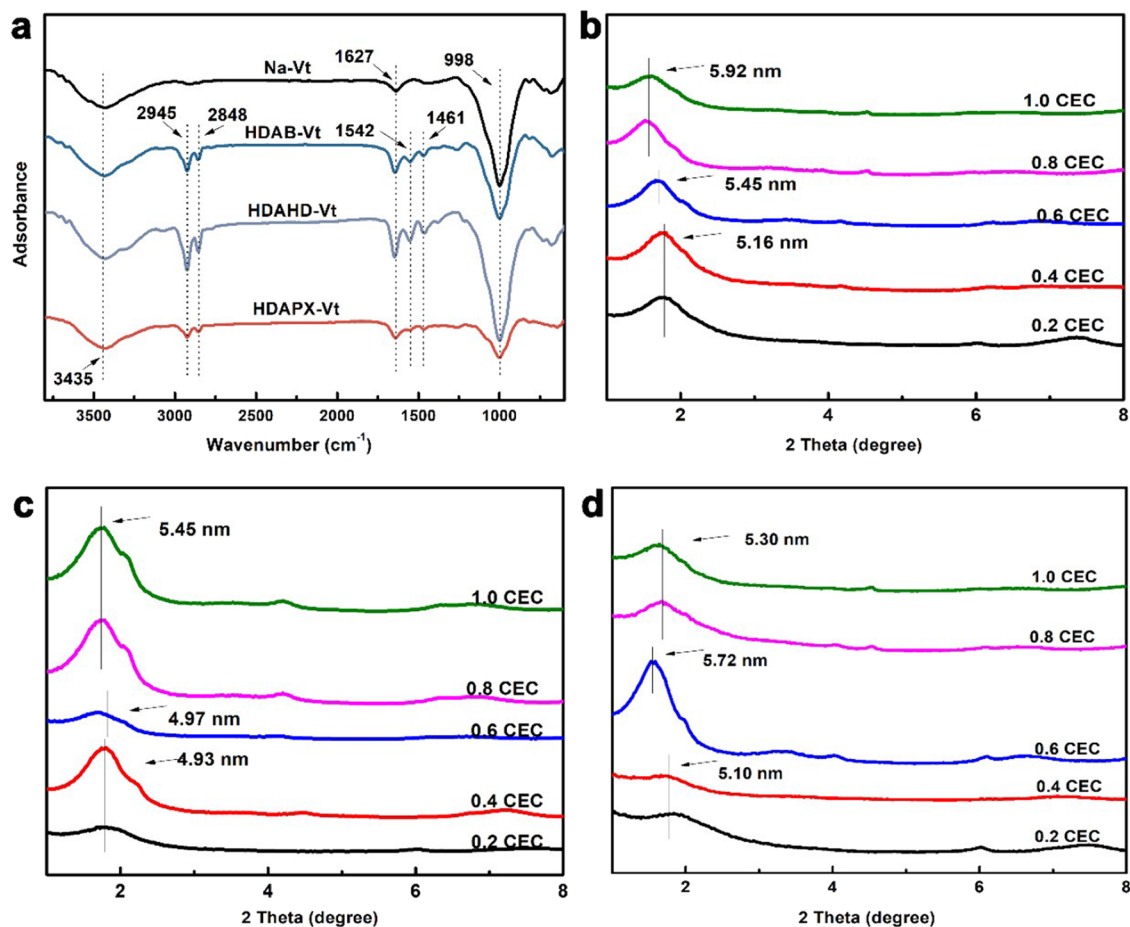 a
Na-Vt
1627
998
2945
2848
HDAB-Vt
1542
1461
HDAHD-Vt
HDAPX-Vt
3435
Adsorbance
3500 3000 2500 2000 1500 1000
Wavenumber (cm-1)
b
5.92 nm
1.0 CEC
0.8 CEC
5.45 nm
0.6 CEC
5.16 nm
0.4 CEC
0.2 CEC
2 4 6 8
2 Theta (degree)
c
5.45 nm
1.0 CEC
0.8 CEC
4.97 nm
0.6 CEC
4.93 nm
0.4 CEC
0.2 CEC
2 4 6 8
2 Theta (degree)
d
5.30 nm
1.0 CEC
0.8 CEC
5.72 nm
0.6 CEC
5.10 nm
0.4 CEC
0.2 CEC
2 4 6 8
2 Theta (degree)